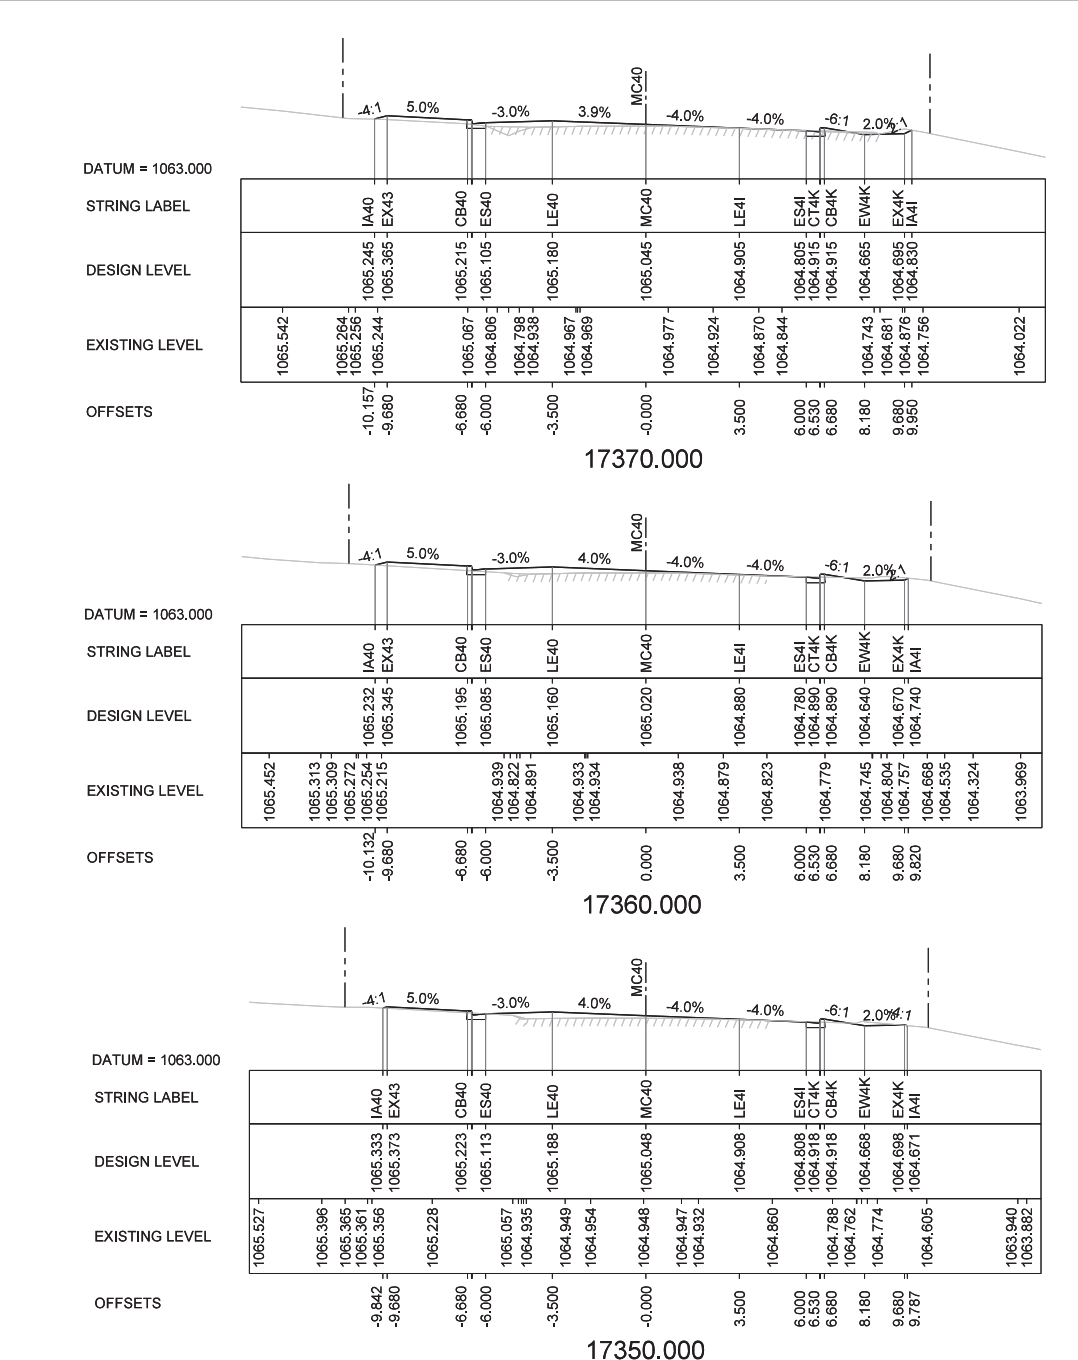 MC40
-4:1 5.0% -3.0% 3.9% -4.0% -4.0% -6:1 2.0% 2:1
DATUM = 1063.000
STRING LABEL IA40 EX43 CB40 ES40 LE40 MC40 LE4I ES4I CT4K CB4K EW4K EX4K IA4I
DESIGN LEVEL 1065.245 1065.365 1065.215 1065.105 1065.180 1065.045 1064.905 1064.805 1064.915 1064.915 1064.665 1064.695 1064.830
EXISTING LEVEL 1065.542 1065.264 1065.256 1065.244 1065.067 1064.806 1064.798 1064.938 1064.967 1064.969 1064.977 1064.924 1064.870 1064.844 1064.743 1064.681 1064.876 1064.756 1064.022
OFFSETS -10.157 -9.680 -6.680 -6.000 -3.500 -0.000 3.500 6.000 6.530 6.680 8.180 9.680 9.950
17370.000
MC40
-4:1 5.0% -3.0% 4.0% -4.0% -4.0% -6:1 2.0% 2:1
DATUM = 1063.000
STRING LABEL IA40 EX43 CB40 ES40 LE40 MC40 LE4I ES4I CT4K CB4K EW4K EX4K IA4I
DESIGN LEVEL 1065.232 1065.345 1065.195 1065.085 1065.160 1065.020 1064.880 1064.780 1064.890 1064.890 1064.640 1064.670 1064.740
EXISTING LEVEL 1065.452 1065.313 1065.309 1065.272 1065.254 1065.215 1064.939 1064.822 1064.891 1064.933 1064.934 1064.938 1064.879 1064.823 1064.779 1064.745 1064.804 1064.757 1064.668 1064.535 1064.324 1063.969
OFFSETS -10.132 -9.680 -6.680 -6.000 -3.500 0.000 3.500 6.000 6.530 6.680 8.180 9.680 9.820
17360.000
MC40
-4:1 5.0% -3.0% 4.0% -4.0% -4.0% -6:1 2.0%
DATUM = 1063.000
STRING LABEL IA40 EX43 CB40 ES40 LE40 MC40 LE4I ES4I CT4K CB4K EW4K EX4K IA4I
DESIGN LEVEL 1065.333 1065.373 1065.223 1065.113 1065.188 1065.048 1064.908 1064.808 1064.918 1064.918 1064.668 1064.698 1064.671
EXISTING LEVEL 1065.527 1065.396 1065.365 1065.361 1065.356 1065.228 1065.057 1064.935 1064.949 1064.954 1064.948 1064.947 1064.932 1064.860 1064.788 1064.762 1064.774 1064.605 1063.940 1063.882
OFFSETS -9.842 -9.680 -6.680 -6.000 -3.500 -0.000 3.500 6.000 6.530 6.680 8.180 9.680 9.787
17350.000